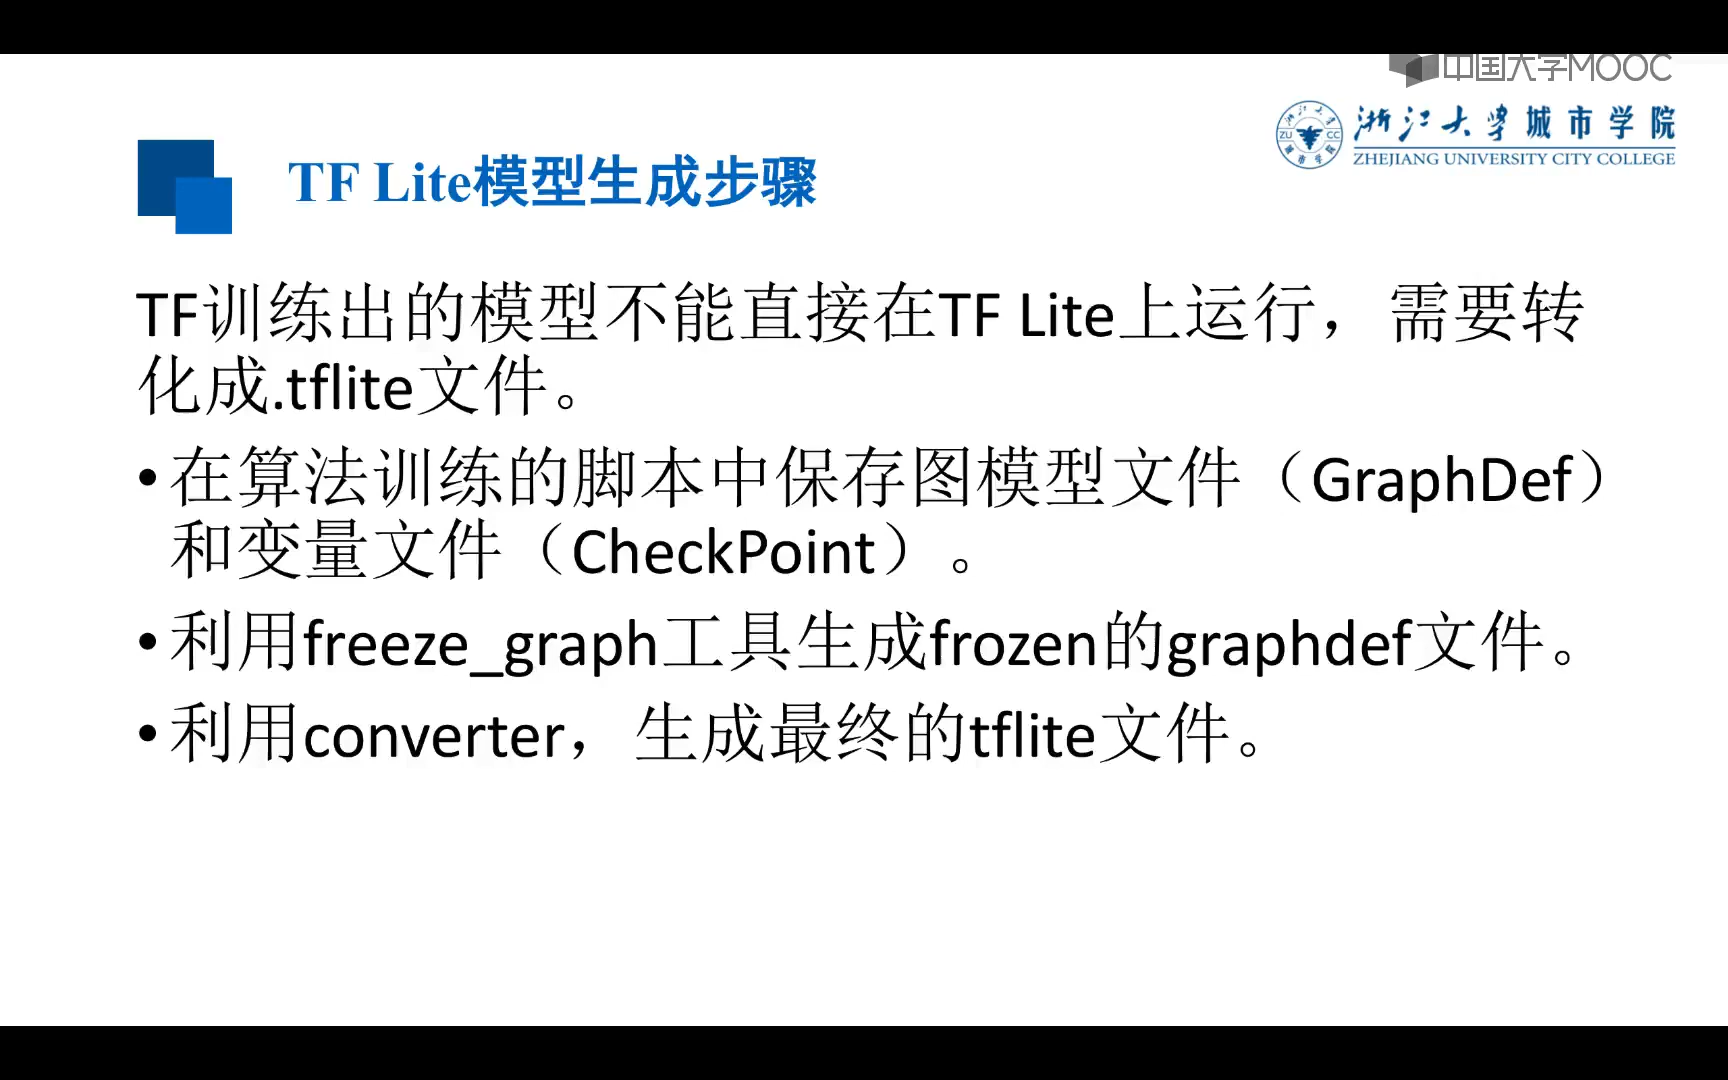 中国大学MOOC
浙江大学城市学院
ZHEJIANG UNIVERSITY CITY COLLEGE
ZU CC
TF Lite模型生成步骤
TF训练出的模型不能直接在TF Lite上运行，需要转
化成.tflite文件。
•在算法训练的脚本中保存图模型文件（GraphDef）
和变量文件（CheckPoint）。
•利用freeze_graph工具生成frozen的graphdef文件。
•利用converter，生成最终的tflite文件。